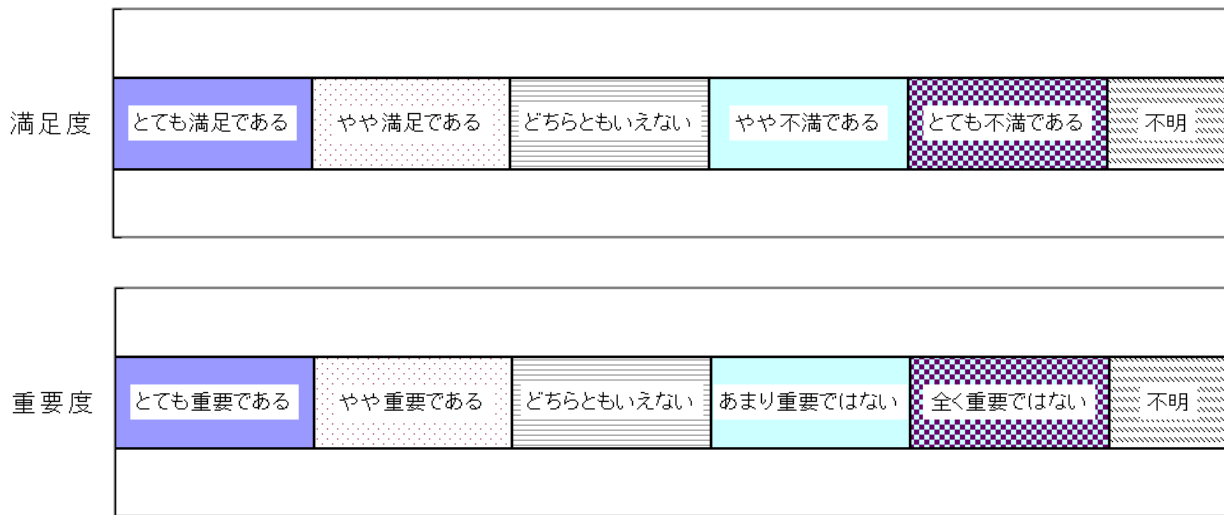 満足度 とても満足である やや満足である どちらともいえない やや不満である とても不満である 不明
重要度 とても重要である やや重要である どちらともいえない あまり重要ではない 全く重要ではない 不明